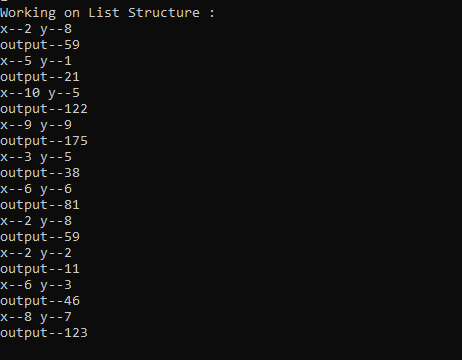 Working on List Structure :
x--2 y--8
output--59
x--5 y--1
output--21
x--10 y--5
output--122
x--9 y--9
output--175
x--3 y--5
output--38
x--6 y--6
output--81
x--2 y--8
output--59
x--2 y--2
output--11
x--6 y--3
output--46
x--8 y--7
output--123